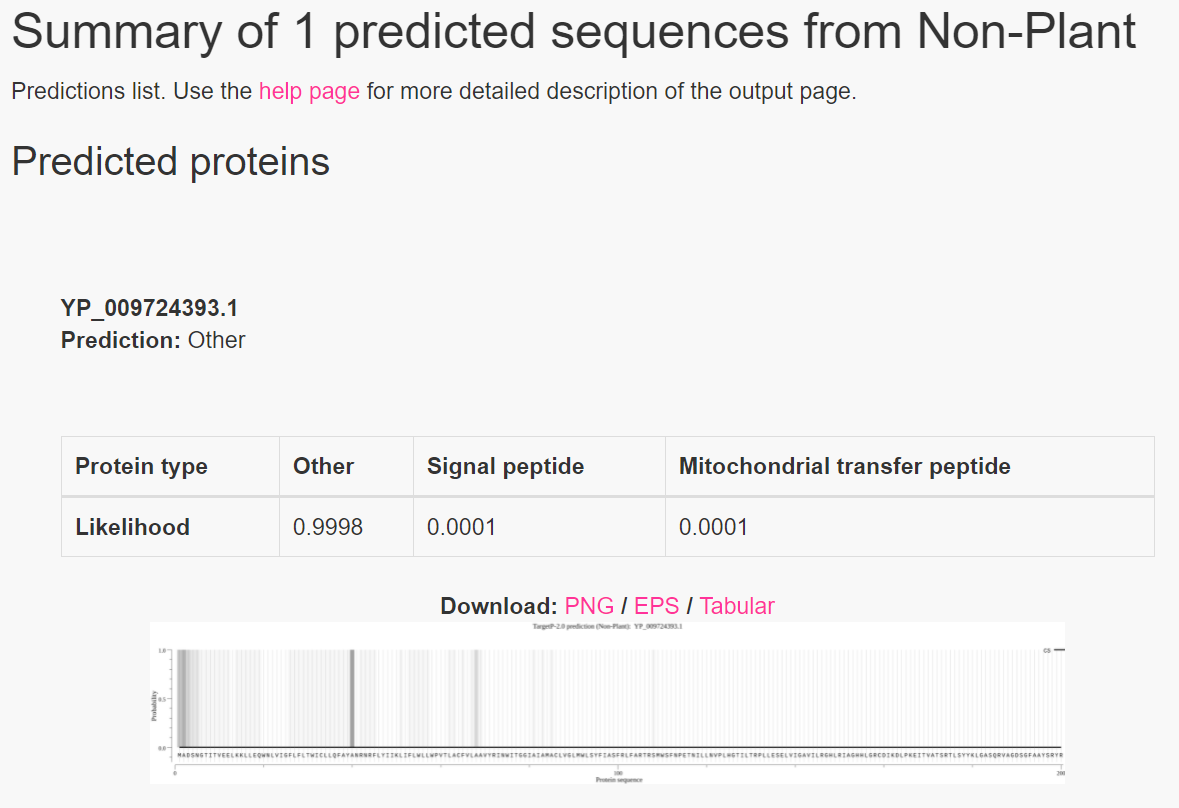 Summary of 1 predicted sequences from Non-Plant
Predictions list. Use the help page for more detailed description of the output page.
Predicted proteins
YP_009724393.1
Prediction: Other
Protein type Other Signal peptide Mitochondrial transfer peptide
Likelihood 0.9998 0.0001 0.0001
Download: PNG / EPS / Tabular
TargetP-2.0 prediction (Non-Plant): YP_009724393.1
1.0
CS
Probability
0.5
0.0
MADSNGTITVEELKKLLEQWNLVIGFLFLTWICLLQFAYANRNRFLYIIKLIFLWLLWPVTLACFVLAAVYRINWITGGIAIAMACLVGLMWLSYFIASFRLFARTRSMWSFNPETNILLNVPLHGTILTRPLLESELVIGAVILRGHLRIAGHHLGRCDIKDLPKEITVATSRTLSYYKLGASQRVAGDSGFAAYSRYR
0 100 200
Protein sequence